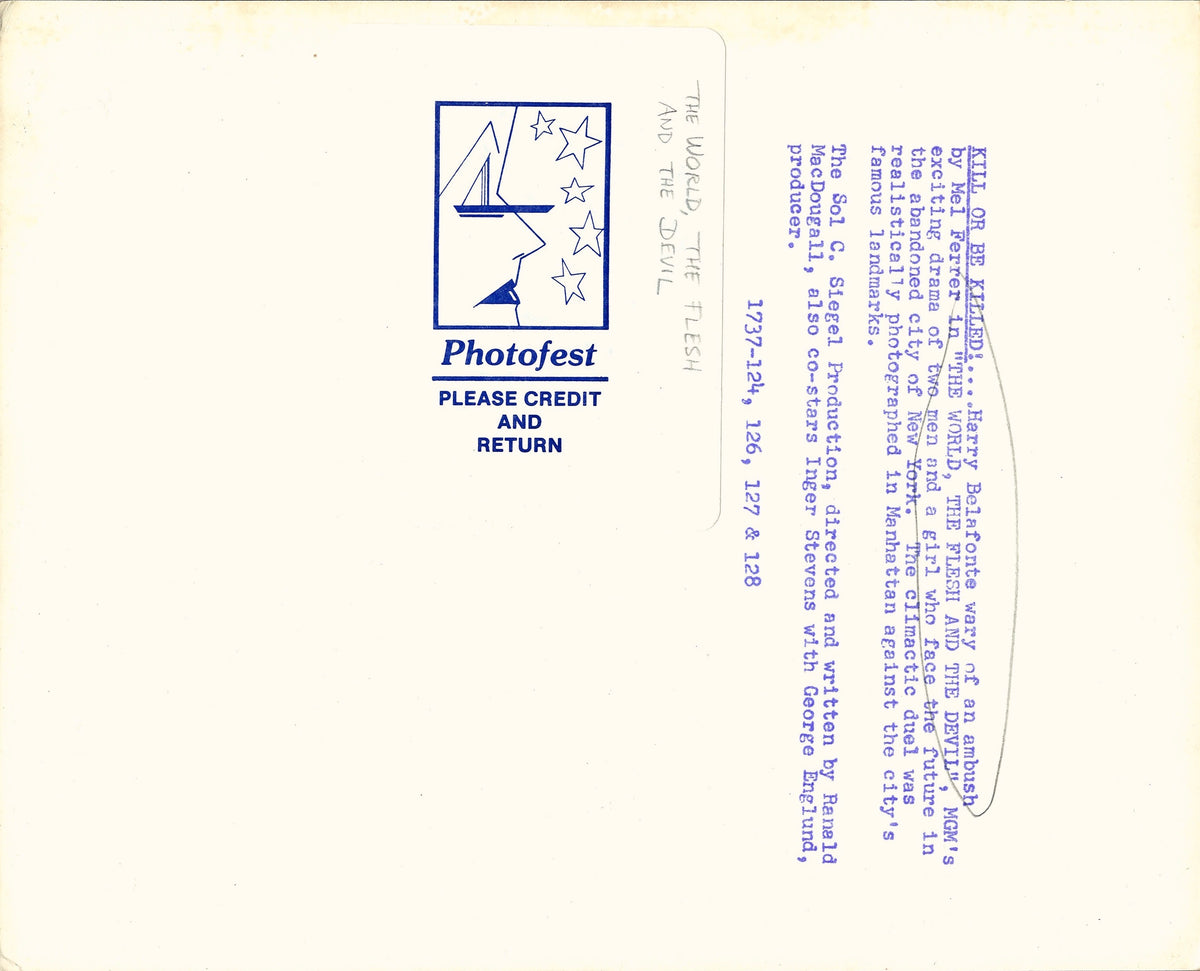 KILL OR BE KILLED!....Harry Belafonte wary of an ambush
by Mel Ferrer in "THE WORLD, THE FLESH AND THE DEVIL", MGM's
exciting drama of two men and a girl who face the future in
the abandoned city of New York. The climactic duel was
realistically photographed in Manhattan against the city's
famous landmarks.
The Sol C. Siegel Production, directed and written by Ranald
MacDougall, also co-stars Inger Stevens with George Englund,
producer.
1737-124, 126, 127 & 128
THE WORLD, THE FLESH
AND THE DEVIL
Photofest
PLEASE CREDIT
AND
RETURN